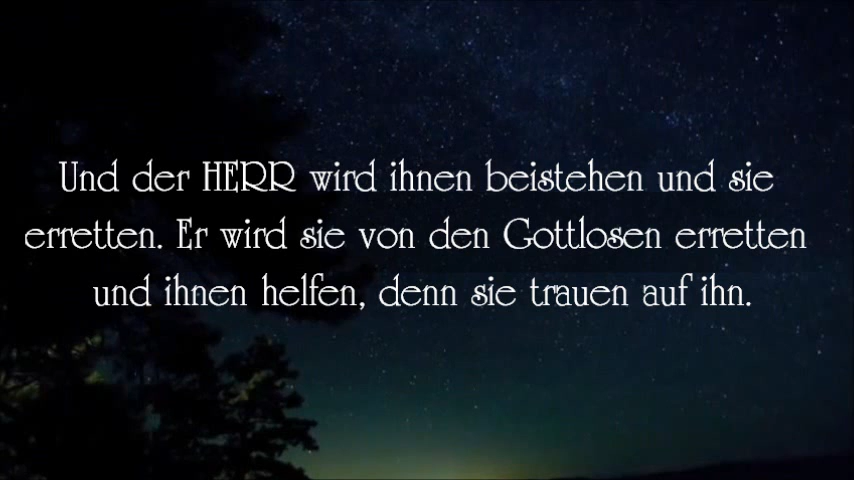 Und der HERR wird ihnen beistehen und sie
erretten. Er wird sie von den Gottlosen erretten
und ihnen helfen, denn sie trauen auf ihn.